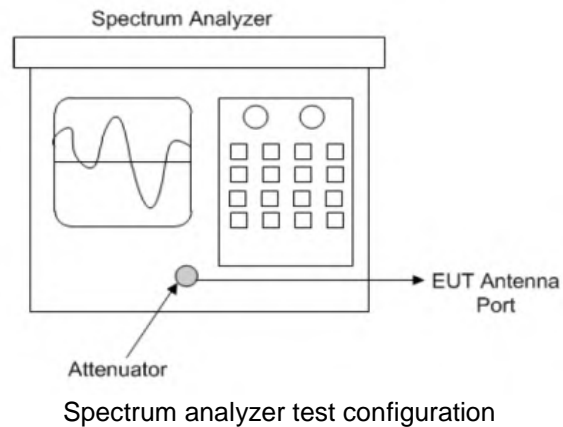 Spectrum Analyzer
EUT Antenna
Port
Attenuator
Spectrum analyzer test configuration